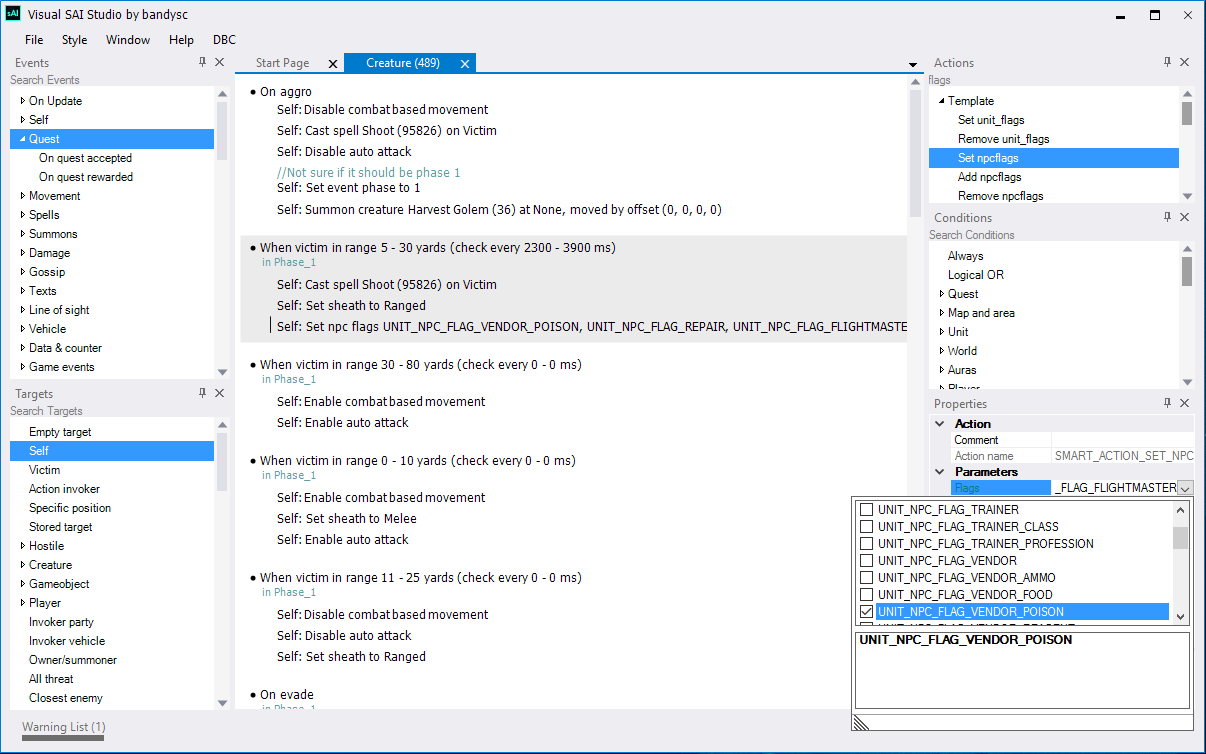 sAI Visual SAI Studio by bandysc
File Style Window Help DBC
Events
Search Events
On Update
Self
Quest
On quest accepted
On quest rewarded
Movement
Spells
Summons
Damage
Gossip
Texts
Line of sight
Vehicle
Data & counter
Game events
Targets
Search Targets
Empty target
Self
Victim
Action invoker
Specific position
Stored target
Hostile
Creature
Gameobject
Player
Invoker party
Invoker vehicle
Owner/summoner
All threat
Closest enemy
Warning List (1)
Start Page Creature (489)
• On aggro
Self: Disable combat based movement
Self: Cast spell Shoot (95826) on Victim
Self: Disable auto attack
//Not sure if it should be phase 1
Self: Set event phase to 1
Self: Summon creature Harvest Golem (36) at None, moved by offset (0, 0, 0, 0)
• When victim in range 5 - 30 yards (check every 2300 - 3900 ms)
in Phase_1
Self: Cast spell Shoot (95826) on Victim
Self: Set sheath to Ranged
Self: Set npc flags UNIT_NPC_FLAG_VENDOR_POISON, UNIT_NPC_FLAG_REPAIR, UNIT_NPC_FLAG_FLIGHTMASTE
• When victim in range 30 - 80 yards (check every 0 - 0 ms)
in Phase_1
Self: Enable combat based movement
Self: Enable auto attack
• When victim in range 0 - 10 yards (check every 0 - 0 ms)
in Phase_1
Self: Enable combat based movement
Self: Set sheath to Melee
Self: Enable auto attack
• When victim in range 11 - 25 yards (check every 0 - 0 ms)
in Phase_1
Self: Disable combat based movement
Self: Disable auto attack
Self: Set sheath to Ranged
• On evade
in Phase_1
Actions
flags
Template
Set unit_flags
Remove unit_flags
Set npcflags
Add npcflags
Remove npcflags
Conditions
Search Conditions
Always
Logical OR
Quest
Map and area
Unit
World
Auras
Player
Properties
Action
Comment
Action name SMART_ACTION_SET_NPC
Parameters
Flags _FLAG_FLIGHTMASTER
UNIT_NPC_FLAG_TRAINER
UNIT_NPC_FLAG_TRAINER_CLASS
UNIT_NPC_FLAG_TRAINER_PROFESSION
UNIT_NPC_FLAG_VENDOR
UNIT_NPC_FLAG_VENDOR_AMMO
UNIT_NPC_FLAG_VENDOR_FOOD
UNIT_NPC_FLAG_VENDOR_POISON
UNIT_NPC_FLAG_VENDOR_POISON